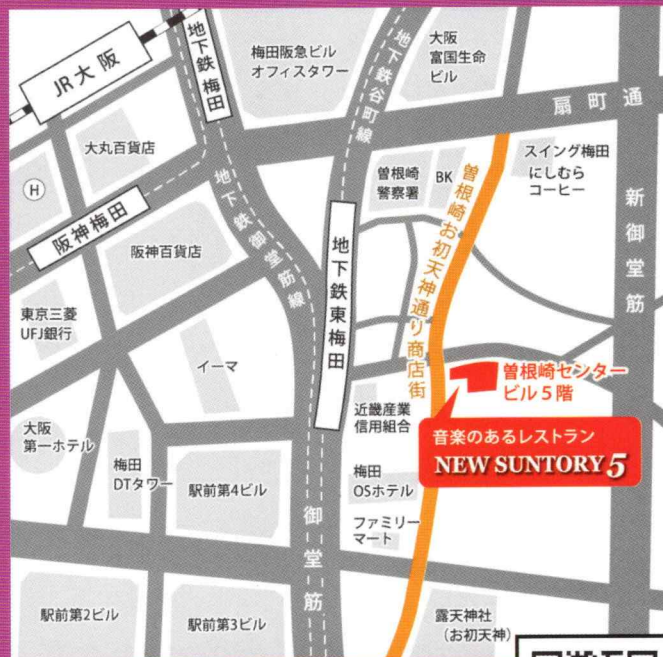 JR大阪
地下鉄梅田
梅田阪急ビル
オフィスタワー
地下鉄谷町線
大阪
富国生命
ビル
扇町通
大丸百貨店
曽根崎
警察署
BK
スイング梅田
にしむら
コーヒー
H
阪神梅田
地下鉄御堂筋線
曽根崎お初天神通り商店街
新御堂筋
阪神百貨店
地下鉄東梅田
東京三菱
UFJ銀行
イーマ
曽根崎センター
ビル5階
大阪
第一ホテル
近畿産業
信用組合
音楽のあるレストラン
NEW SUNTORY 5
梅田
DTタワー
駅前第4ビル
梅田
OSホテル
御堂筋
ファミリー
マート
駅前第2ビル
駅前第3ビル
露天神社
(お初天神)